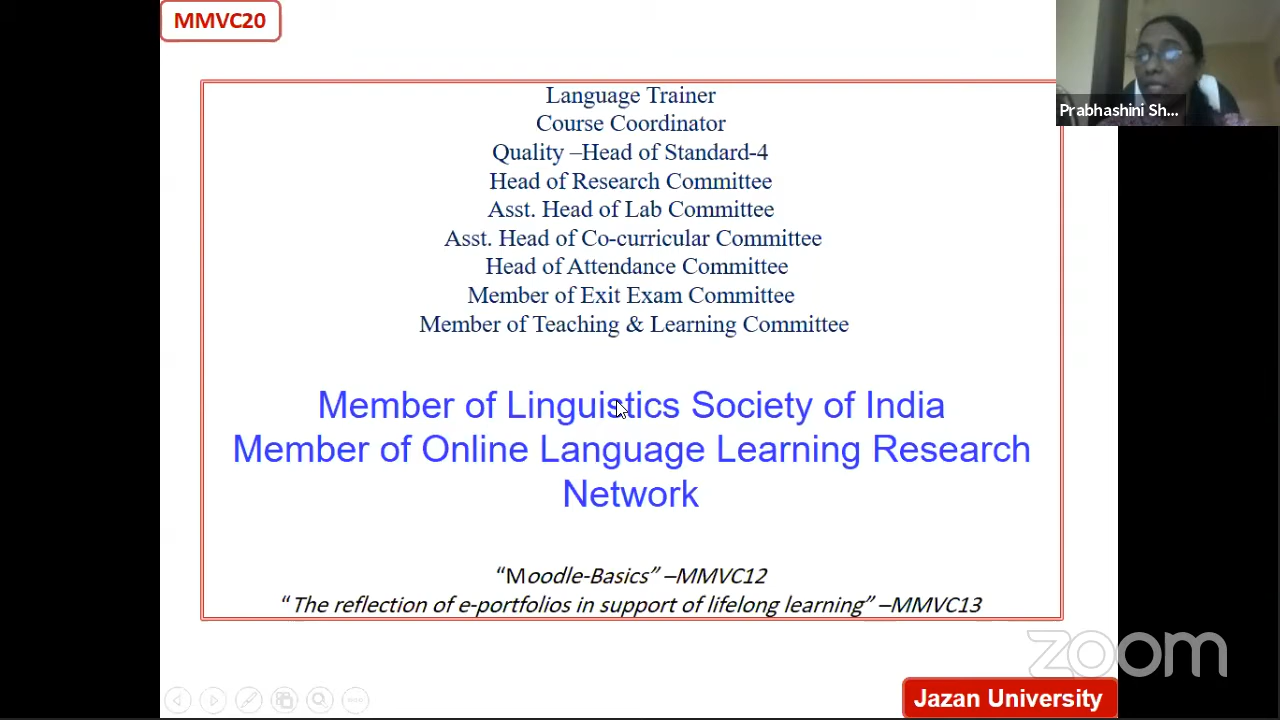 MMVC20
Language Trainer
Course Coordinator
Quality –Head of Standard-4
Head of Research Committee
Asst. Head of Lab Committee
Asst. Head of Co-curricular Committee
Head of Attendance Committee
Member of Exit Exam Committee
Member of Teaching & Learning Committee
Member of Linguistics Society of India
Member of Online Language Learning Research
Network
“Moodle-Basics” –MMVC12
“The reflection of e-portfolios in support of lifelong learning” –MMVC13
Prabhashini Sh...
zoom
Jazan University